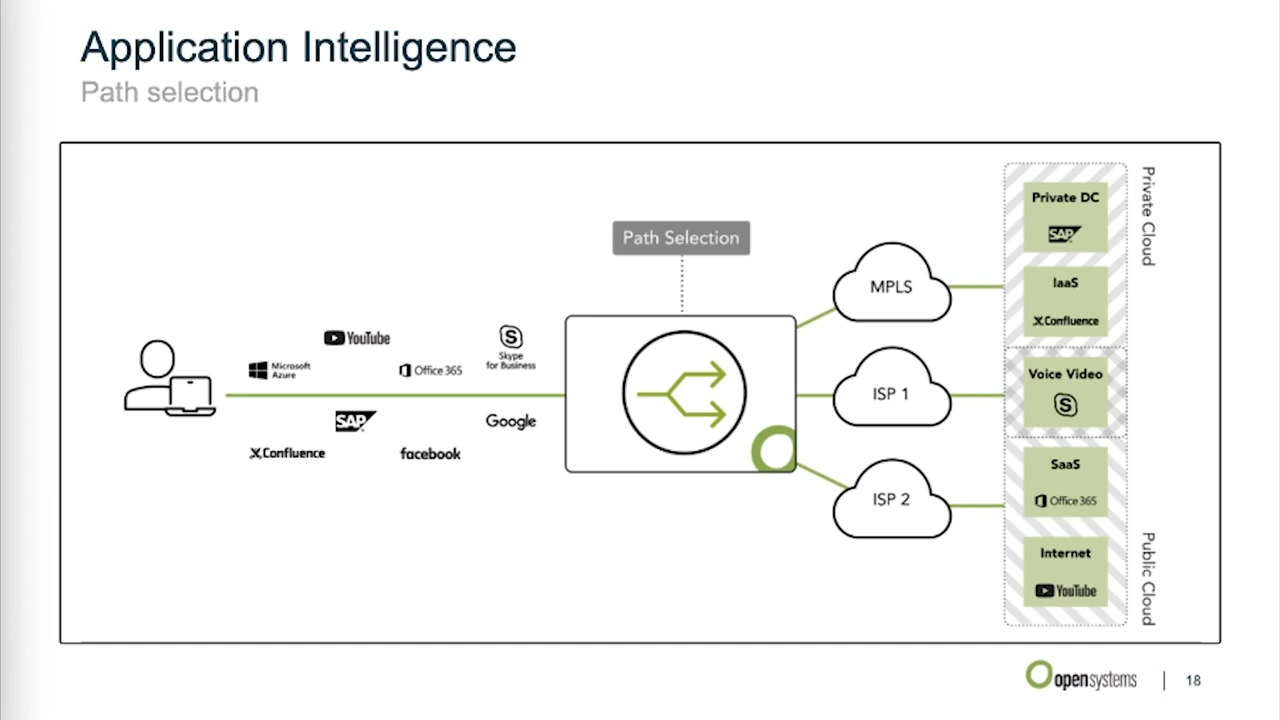 Application Intelligence
Path selection
Path Selection
YouTube
Microsoft
Azure
Office 365
Skype
for Business
SAP
Google
Confluence
facebook
MPLS
ISP 1
ISP 2
Private DC
SAP
IaaS
Confluence
Voice Video
SaaS
Office 365
Internet
YouTube
Private Cloud
Public Cloud
open systems
18